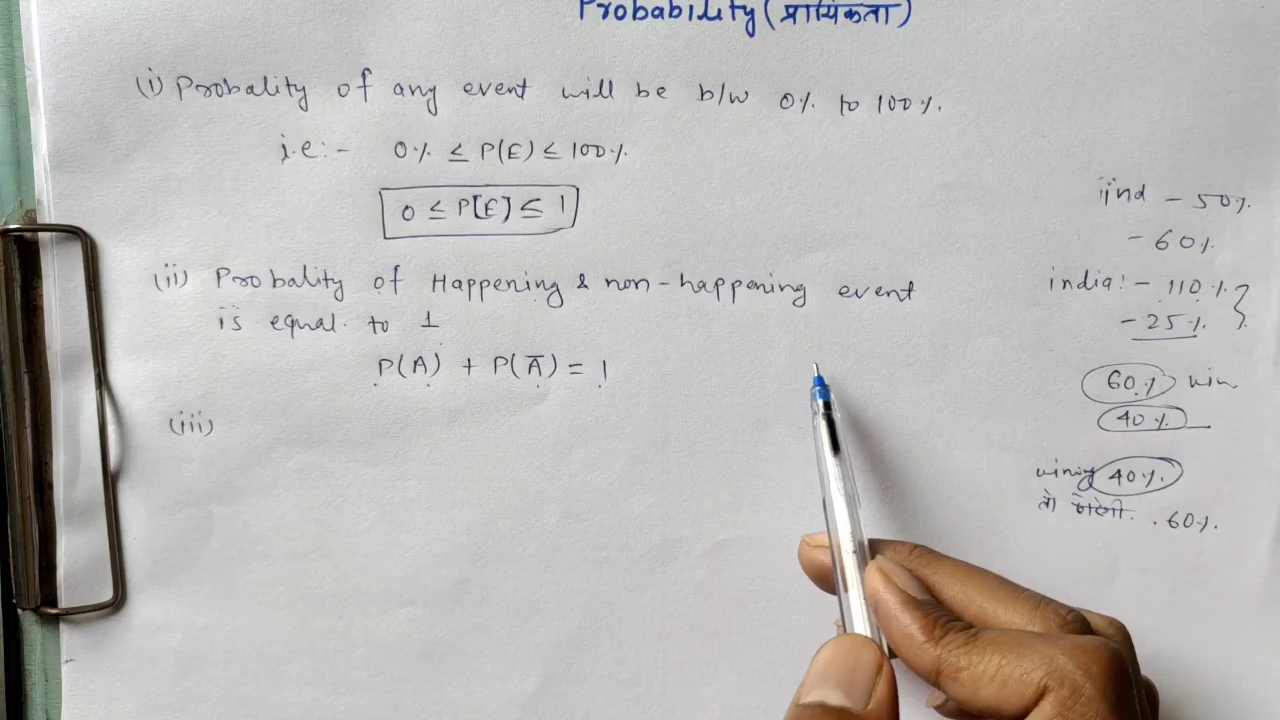 Probability (प्रायिकता)
(i) Probality of any event will be b/w 0% to 100%.
i.e:- 0% ≤ P(E) ≤ 100%.
0 ≤ P[E] ≤ 1
(ii) Probality of Happening & non-happening event
is equal to 1
P(A) + P(A̅) = 1
(iii)
iind - 50%.
- 60%
india:- 110%.
- 25%.
60% win
40%
wining 40%.
तो
. 60%.